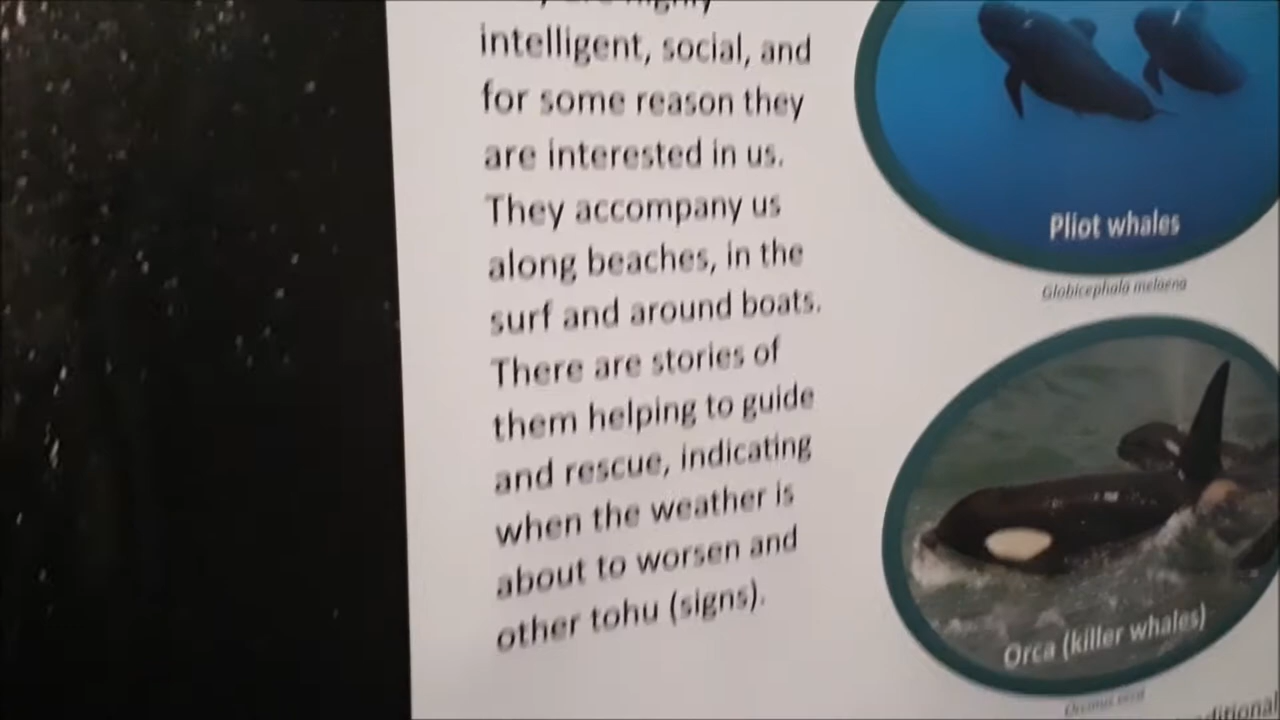 intelligent, social, and
for some reason they
are interested in us.
They accompany us
along beaches, in the
surf and around boats.
There are stories of
them helping to guide
and rescue, indicating
when the weather is
about to worsen and
other tohu (signs).
Pliot whales
Globicephala melaena
Orca (killer whales)